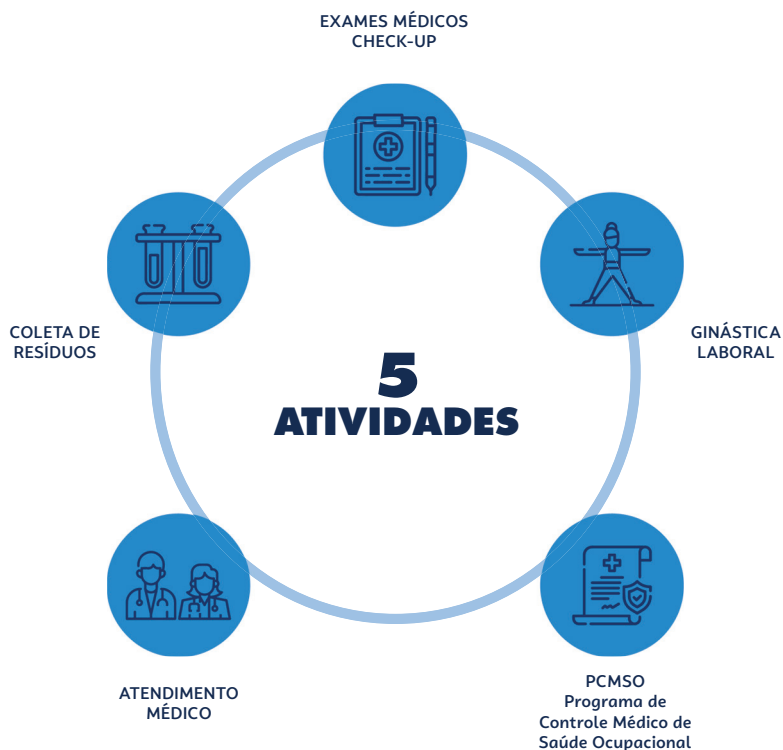 EXAMES MÉDICOS
CHECK-UP
COLETA DE
RESÍDUOS
GINÁSTICA
LABORAL
5
ATIVIDADES
ATENDIMENTO
MÉDICO
PCMSO
Programa de
Controle Médico de
Saúde Ocupacional